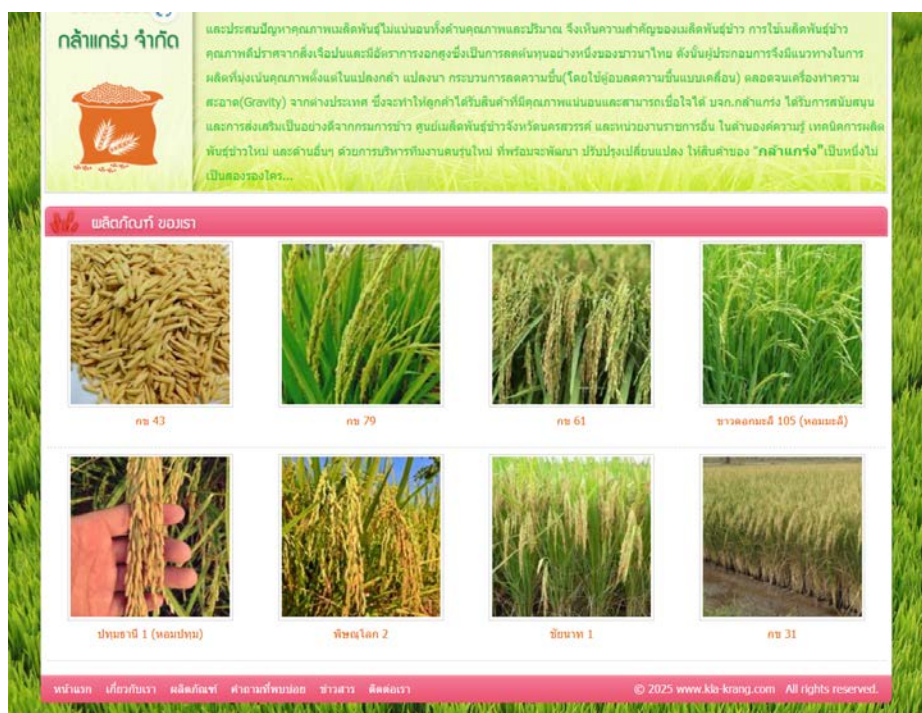 กล้าแกร่ง จำกัด
และประสบปัญหาคุณภาพเมล็ดพันธุ์ไม่แน่นอนทั้งด้านคุณภาพและปริมาณ จึงเห็นความสำคัญของเมล็ดพันธุ์ข้าว การใช้เมล็ดพันธุ์ข้าว
คุณภาพดีปราศจากสิ่งเจือปนและมีอัตราการงอกสูงซึ่งเป็นการลดต้นทุนอย่างหนึ่งของชาวนาไทย ดังนั้นผู้ประกอบการจึงมีแนวทางในการ
ผลิตที่มุ่งเน้นคุณภาพตั้งแต่ในแปลงกล้า แปลงนา กระบวนการลดความชื้น(โดยใช้ตู้อบลดความชื้นแบบเคลื่อน) ตลอดจนเครื่องทำความ
สะอาด(Gravity) จากต่างประเทศ ซึ่งจะทำให้ลูกค้าได้รับสินค้าที่มีคุณภาพแน่นอนและสามารถเชื่อใจได้ บจก.กล้าแกร่ง ได้รับการสนับสนุน
และการส่งเสริมเป็นอย่างดีจากกรมการข้าว ศูนย์เมล็ดพันธุ์ข้าวจังหวัดนครสวรรค์ และหน่วยงานราชการอื่น ในด้านองค์ความรู้ เทคนิคการผลิต
พันธุ์ข้าวใหม่ และด้านอื่นๆ ด้วยการบริหารทีมงานคนรุ่นใหม่ ที่พร้อมจะพัฒนา ปรับปรุงเปลี่ยนแปลง ให้สินค้าของ "กล้าแกร่ง"เป็นหนึ่งไม่
เป็นสองรองใคร...
ผลิตภัณฑ์ ของเรา
กข 43
กข 79
กข 61
ขาวดอกมะลิ 105 (หอมมะลิ)
ปทุมธานี 1 (หอมปทุม)
พิษณุโลก 2
ชัยนาท 1
กข 31
หน้าแรก เกี่ยวกับเรา ผลิตภัณฑ์ คำถามที่พบบ่อย ข่าวสาร ติดต่อเรา
© 2025 www.kla-krang.com All rights reserved.